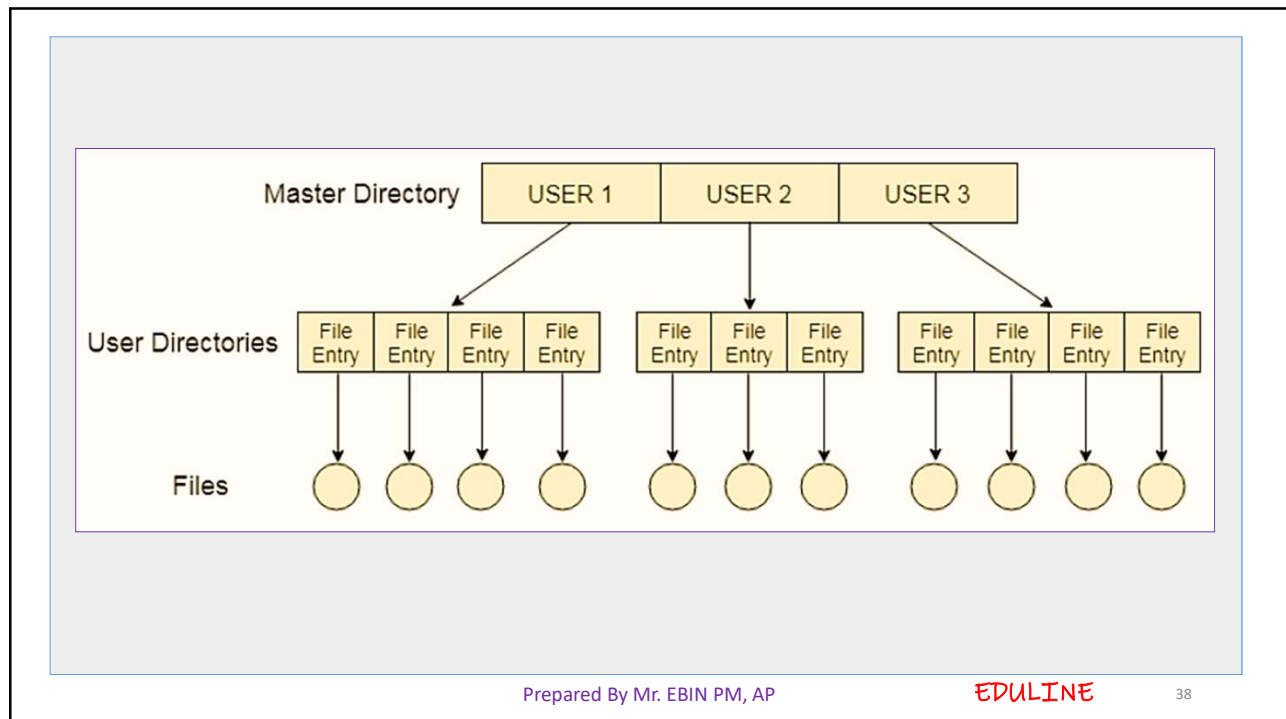 Master Directory USER 1 USER 2 USER 3
User Directories File Entry File Entry File Entry File Entry File Entry File Entry File Entry File Entry File Entry File Entry File Entry
Files
Prepared By Mr. EBIN PM, AP EDULINE 38